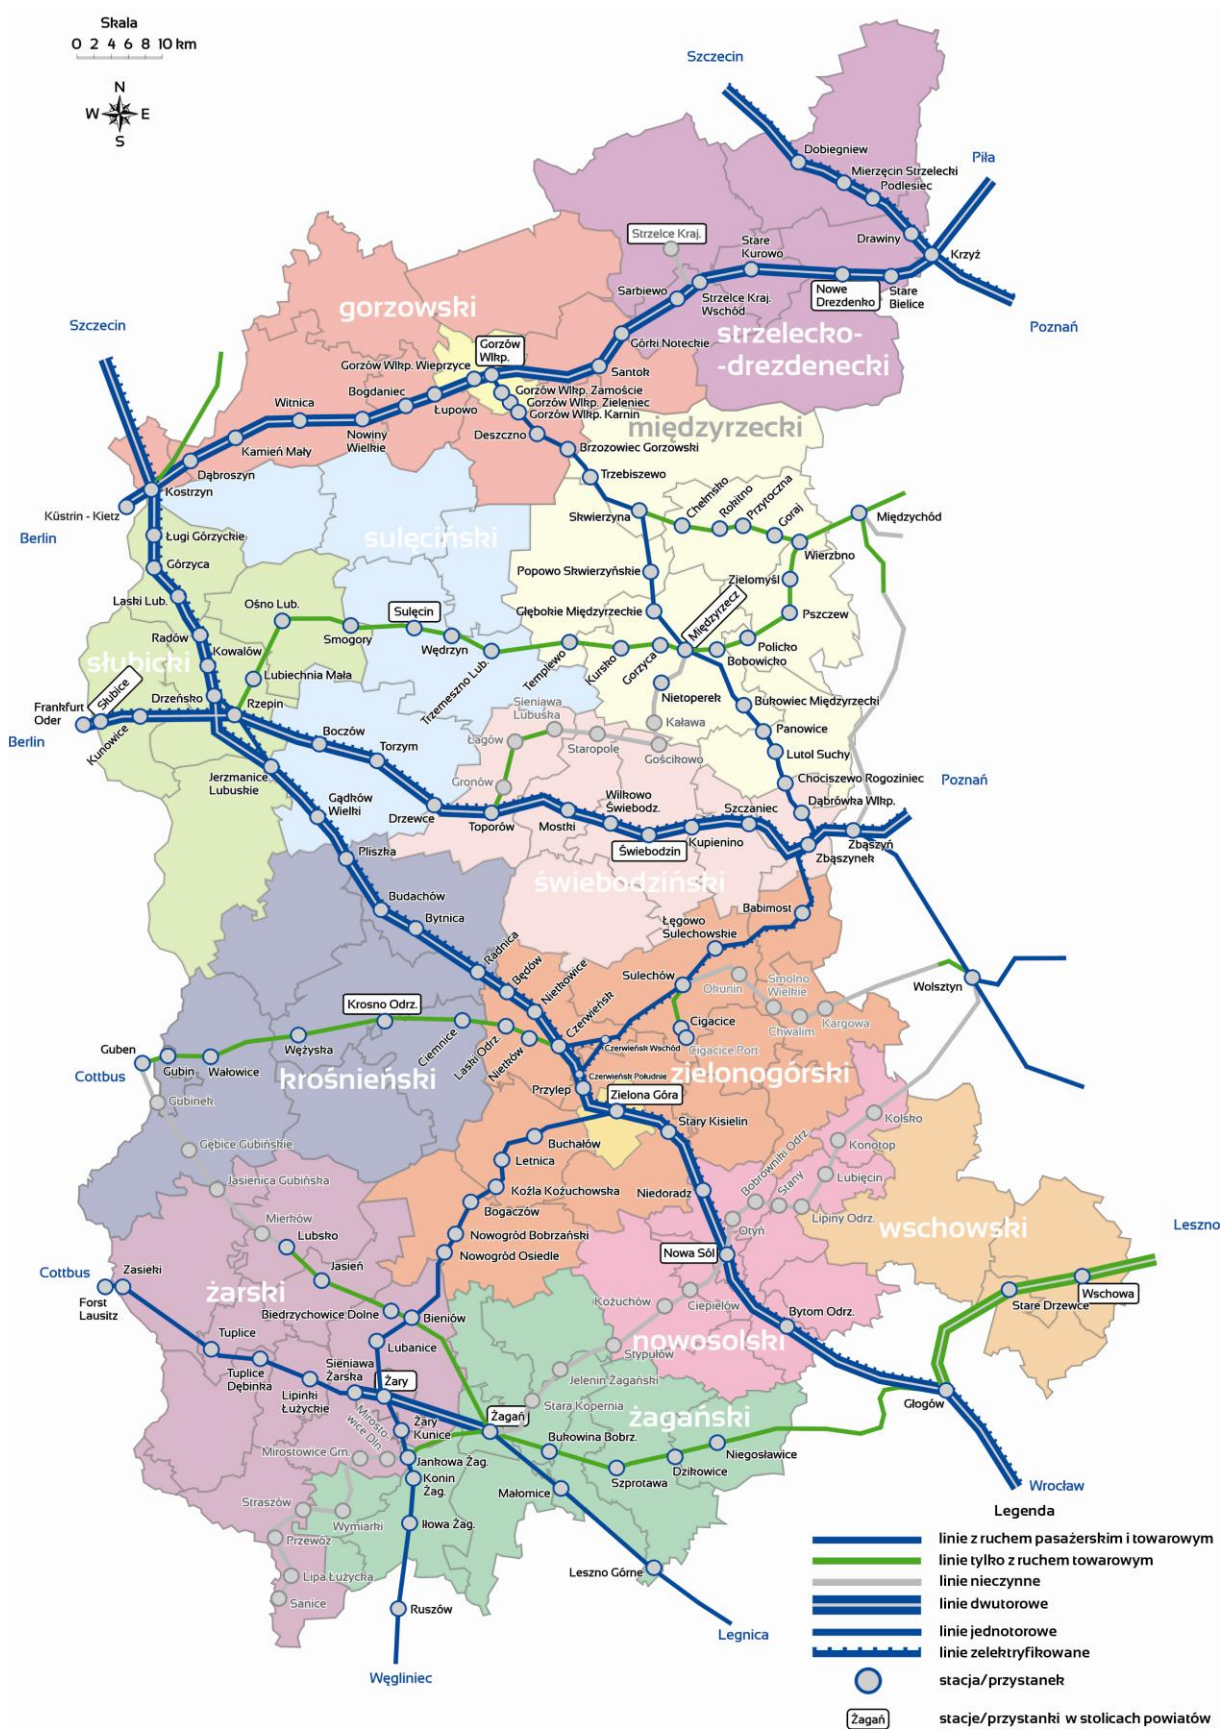 Skala
0 2 4 6 8 10 km
N
W E
S
Szczecin
Dobiegniew
Piła
Mierzęcin Strzelecki
Podlesiec
Strzelce Kraj.
Stare
Kurowo
Drawiny
Krzyż
Sarbiewo
Strzelce Kraj.
Wschód
Nowe
Drezdenko
Stare
Bielice
gorzowski
Szczecin
Poznań
strzelecko-
-drezdenecki
Gorzów
Wlkp.
Górki Noteckie
Gorzów Wlkp. Wieprzyce
Santok
Bogdaniec
Gorzów Wlkp. Zamoście
Gorzów Wlkp. Zieleniec
Gorzów Wlkp. Karnin
Witnica
Łupowo
Nowiny
Wielkie
Deszczno
międzyrzecki
Kamień Mały
Brzozowiec Gorzowski
Dąbroszyn
Trzebiszewo
Kostrzyn
Küstrin - Kietz
Berlin
Skwierzyna
Chełmsko
Rokitno
Przytoczna
Goraj
Międzychód
Ługi Górzyckie
sulęciński
Wierzbno
Górzyca
Popowo Skwierzyńskie
Zielomyśl
Laski Lub.
Ośno Lub.
Sulęcin
Głębokie Międzyrzeckie
Międzyrzecz
Pszczew
Radów
Smogory
Wędrzyn
Policko
Kowalów
Bobowicko
słubicki
Trzemeszno Lub.
Templewo
Kursko
Gorzyca
Lubiechnia Mała
Nietoperek
Słubice
Drzeńsko
Rzepin
Sieniawa
Lubuska
Bukowiec Międzyrzecki
Frankfurt
Oder
Kaława
Panowice
Berlin
Kunowice
Boczów
Torzym
Łagów
Staropole
Gościkowo
Lutol Suchy
Jerzmanice
Lubuskie
Gronów
Chociszewo Rogoziniec
Poznań
Gądków
Wielki
Wilkowo
Świebodz.
Szczaniec
Dąbrówka Wlkp.
Drzewce
Toporów
Mostki
Świebodzin
Kupienino
Zbąszynek
Zbąszyń
Pliszka
świebodziński
Budachów
Bytnica
Łęgowo
Sulechowskie
Babimost
Radnica
Będów
Nietkowice
Sulechów
Okunin
Smolno
Wielkie
Wolsztyn
Krosno Odrz.
Czerwieńsk
Chwalim
Kargowa
Cigacice
Guben
Wężyska
Ciemnice
Laski Odrz.
Nietków
Czerwieńsk Wschód
Cigacice Port
Gubin
Wałowice
Cottbus
krośnieński
Czerwieńsk Południe
zielonogórski
Przylep
Zielona Góra
Gubinek
Stary Kisielin
Kolsko
Gębice Gubińskie
Buchałów
Konotop
Letnica
Bobrowniki Odrz.
Stany
Lubięcin
Jasienica Gubińska
Koźla Kożuchowska
Niedoradz
Bogaczów
Lipiny Odrz.
Mierków
Otyń
wschowski
Leszno
Lubsko
Nowogród Bobrzański
Nowogród Osiedle
Nowa Sól
Cottbus
Zasieki
Jasień
Forst
Lausitz
żarski
Kożuchów
Ciepielów
Stare Drzewce
Wschowa
Biedrzychowice Dolne
Bieniów
Bytom Odrz.
Tuplice
Lubanice
nowosolski
Stypułów
Tuplice
Dębinka
Sieniawa
Żarska
Żary
Jelenin Żagański
Lipinki
Łużyckie
Stara Kopernia
Głogów
Mirosto-
wice Dln.
Żary
Kunice
Żagań
żagański
Mirostowice Grn.
Bukowina Bobrz.
Niegosławice
Jankowa Żag.
Konin
Żag.
Szprotawa
Dzikowice
Małomice
Wrocław
Straszów
Wymiarki
Iłowa Żag.
Przewóz
Lipa Łużycka
Leszno Górne
Sanice
Ruszów
Legnica
Węgliniec
Legenda
linie z ruchem pasażerskim i towarowym
linie tylko z ruchem towarowym
linie nieczynne
linie dwutorowe
linie jednotorowe
linie zelektryfikowane
stacja/przystanek
Żagań
stacje/przystanki w stolicach powiatów